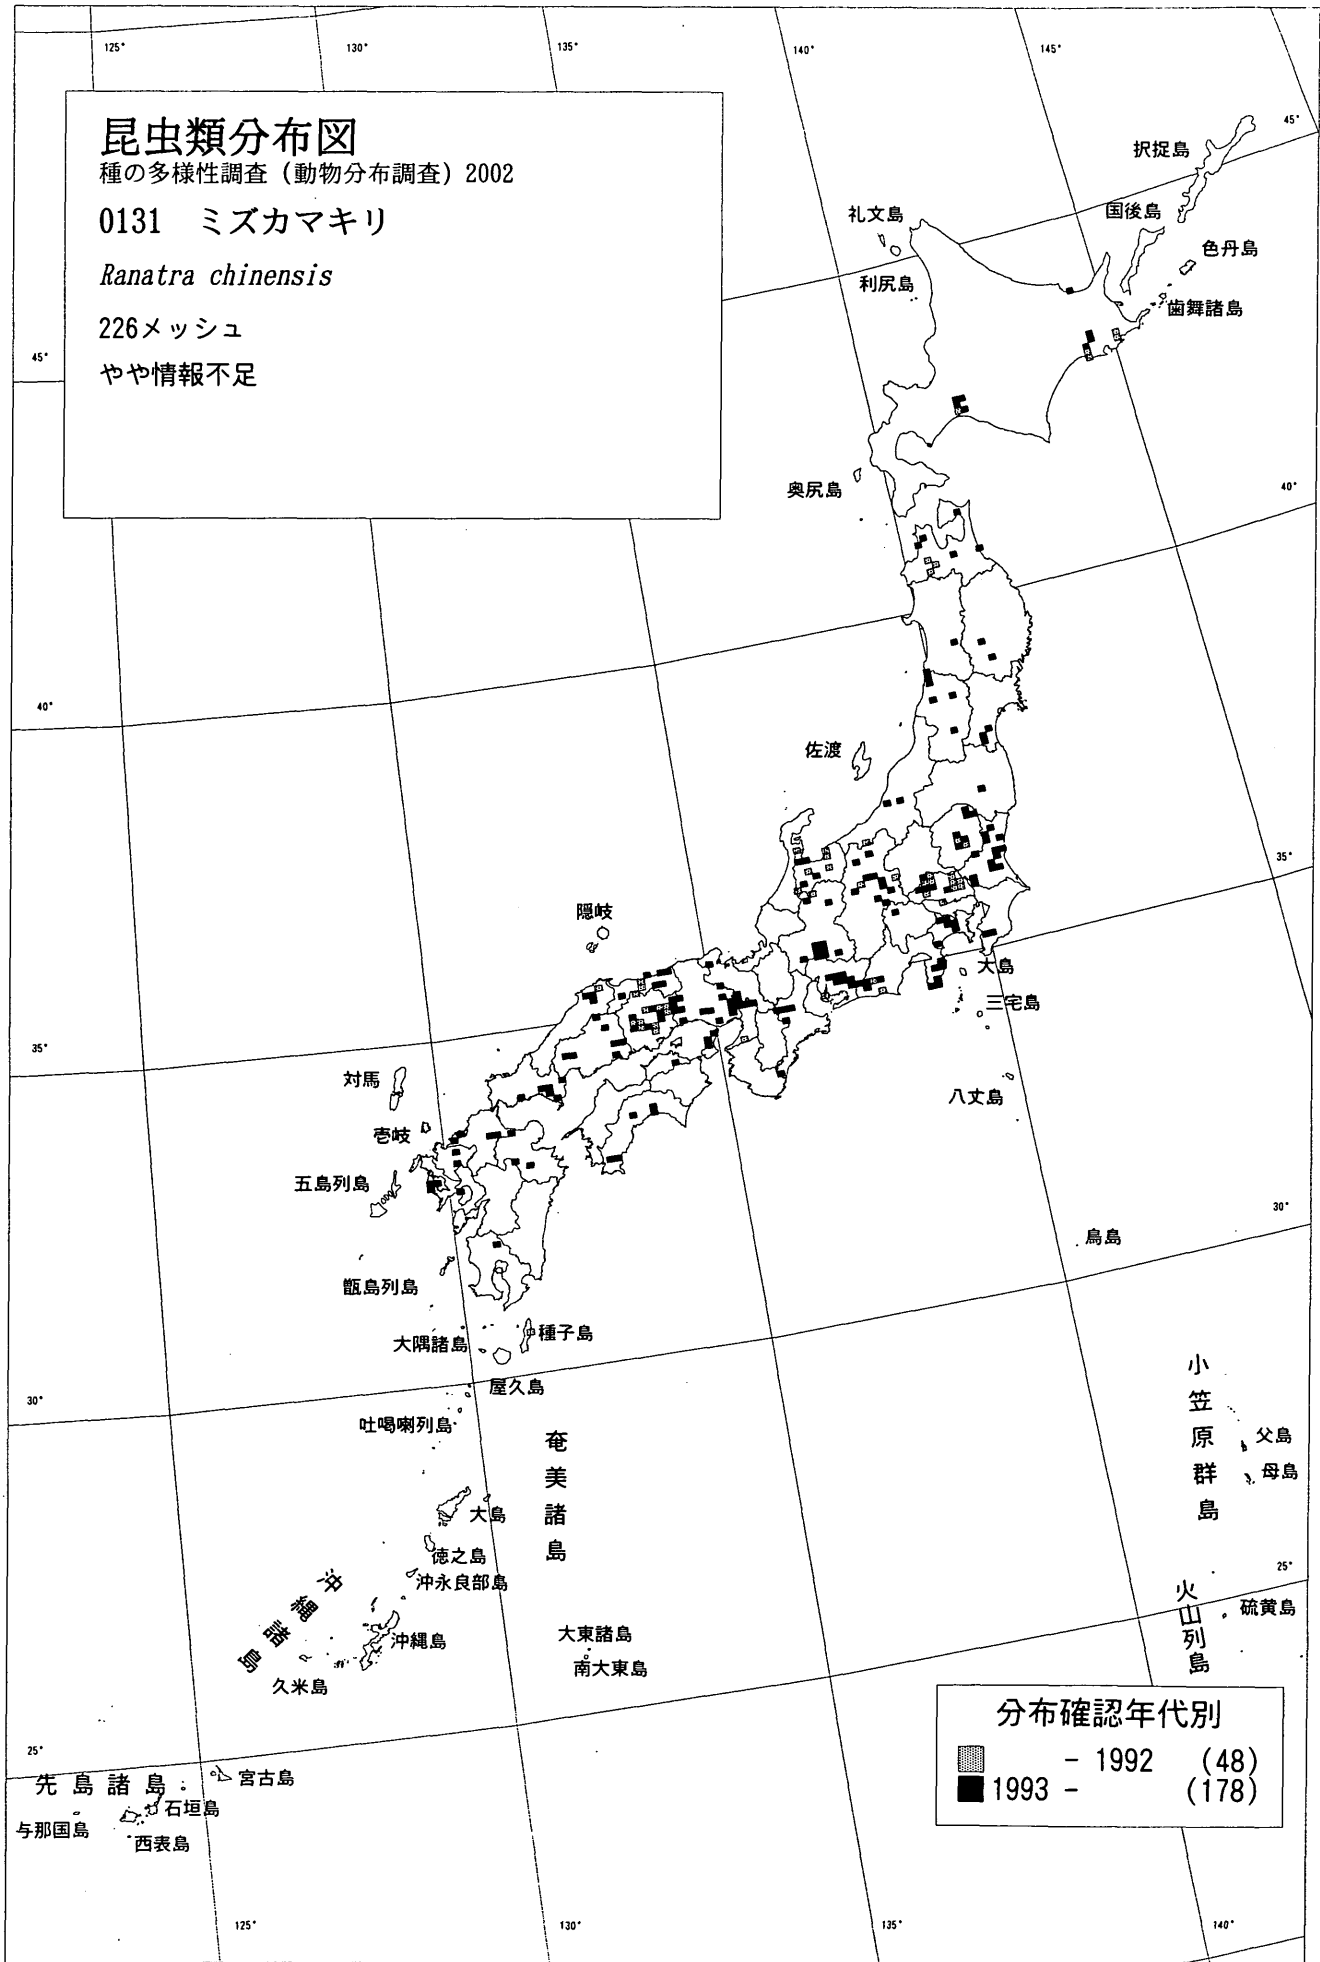 125°
130°
135°
140°
145°
昆虫類分布図
種の多様性調査（動物分布調査）2002
0131　ミズカマキリ
Ranatra chinensis
226メッシュ
やや情報不足
45°
択捉島
礼文島
国後島
色丹島
利尻島
歯舞諸島
45°
奥尻島
40°
40°
佐渡
35°
隠岐
大島
三宅島
35°
対馬
八丈島
壱岐
五島列島
30°
鳥島
甑島列島
大隅諸島
種子島
屋久島
30°
吐喝喇列島
小笠原群島
父島
母島
奄美諸島
大島
徳之島
沖永良部島
25°
火山列島
硫黄島
沖縄諸島
沖縄島
久米島
大東諸島
南大東島
25°
先島諸島
宮古島
石垣島
与那国島
西表島
分布確認年代別
- 1992 (48)
1993 - (178)
125°
130°
135°
140°